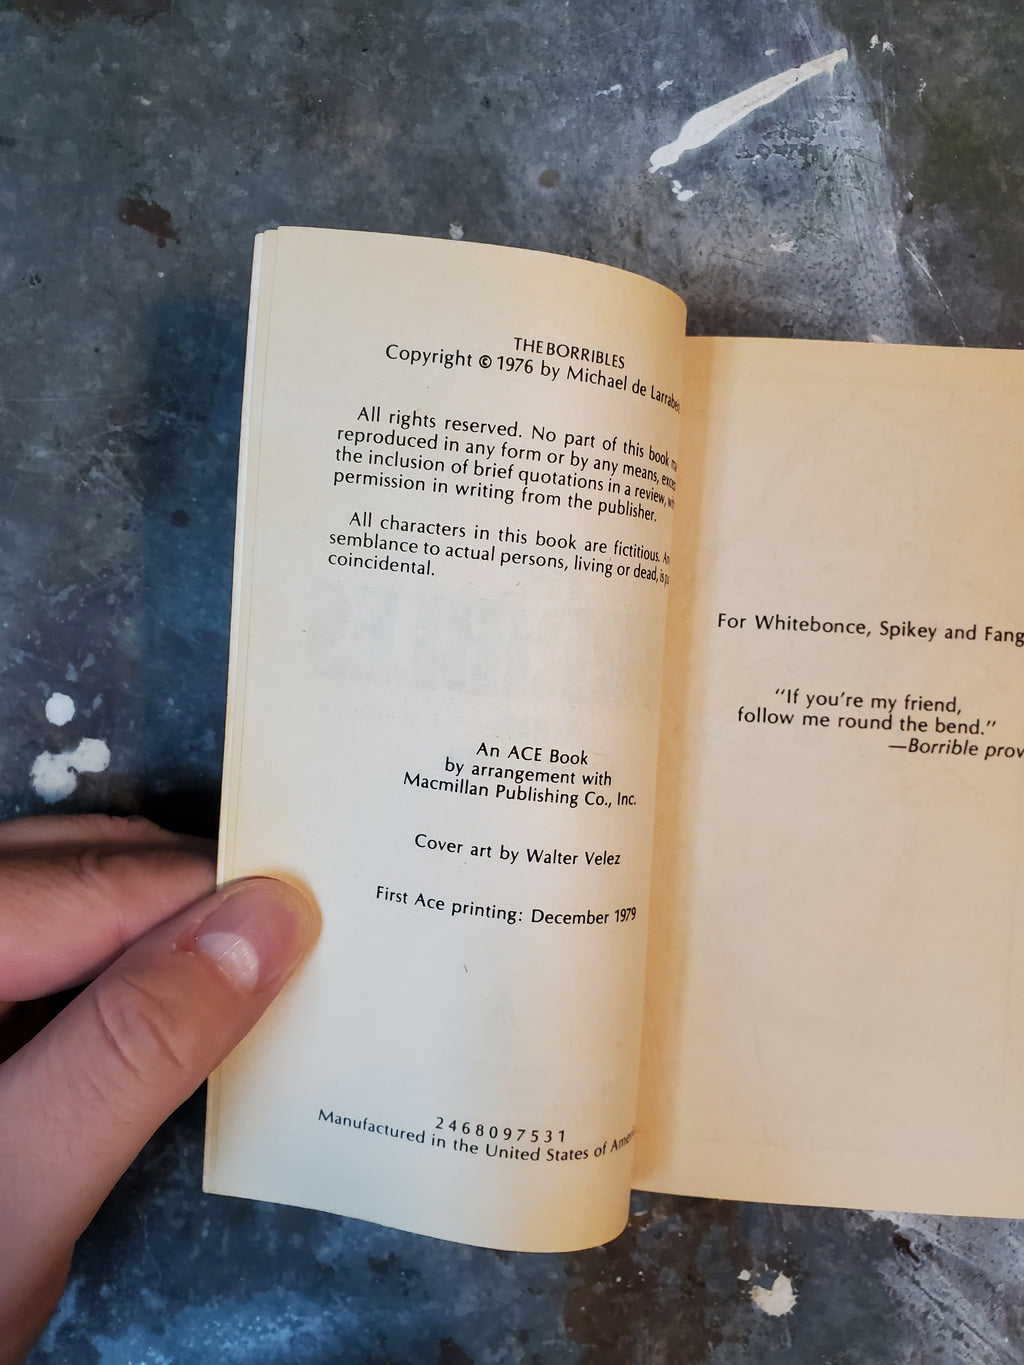 THE BORRIBLES
Copyright © 1976 by Michael de
All rights reserved. No part of this book
reproduced in any form or by any means,
the inclusion of brief quotations in a review,
permission in writing from the publisher.
All characters in this book are fictitious.
semblance to actual persons, living or dead, is
coincidental.
An ACE Book
by arrangement with
Macmillan Publishing Co., Inc.
Cover art by Walter Velez
First Ace printing: December 1979
2 4 6 8 0 9 7 5 3 1
Manufactured in the United States of
For Whitebonce, Spikey and Fang
"If you're my friend,
follow me round the bend."
—Borrible